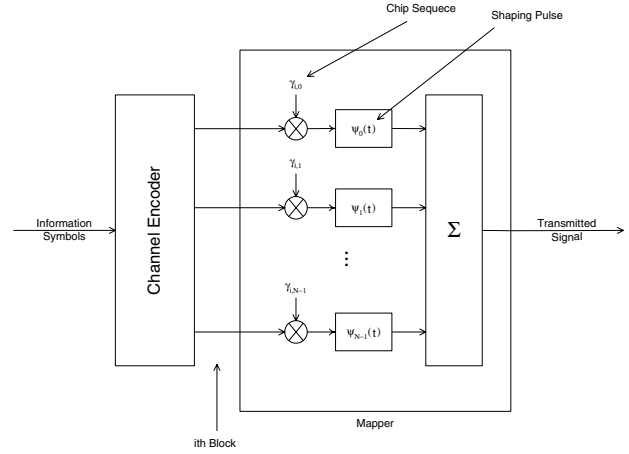 Chip Sequece
Shaping Pulse
γi,0
ψ0(t)
γi,1
ψ1(t)
Information
Symbols
Channel Encoder
Σ
Transmitted
Signal
...
γi,N−1
ψN−1(t)
Mapper
ith Block